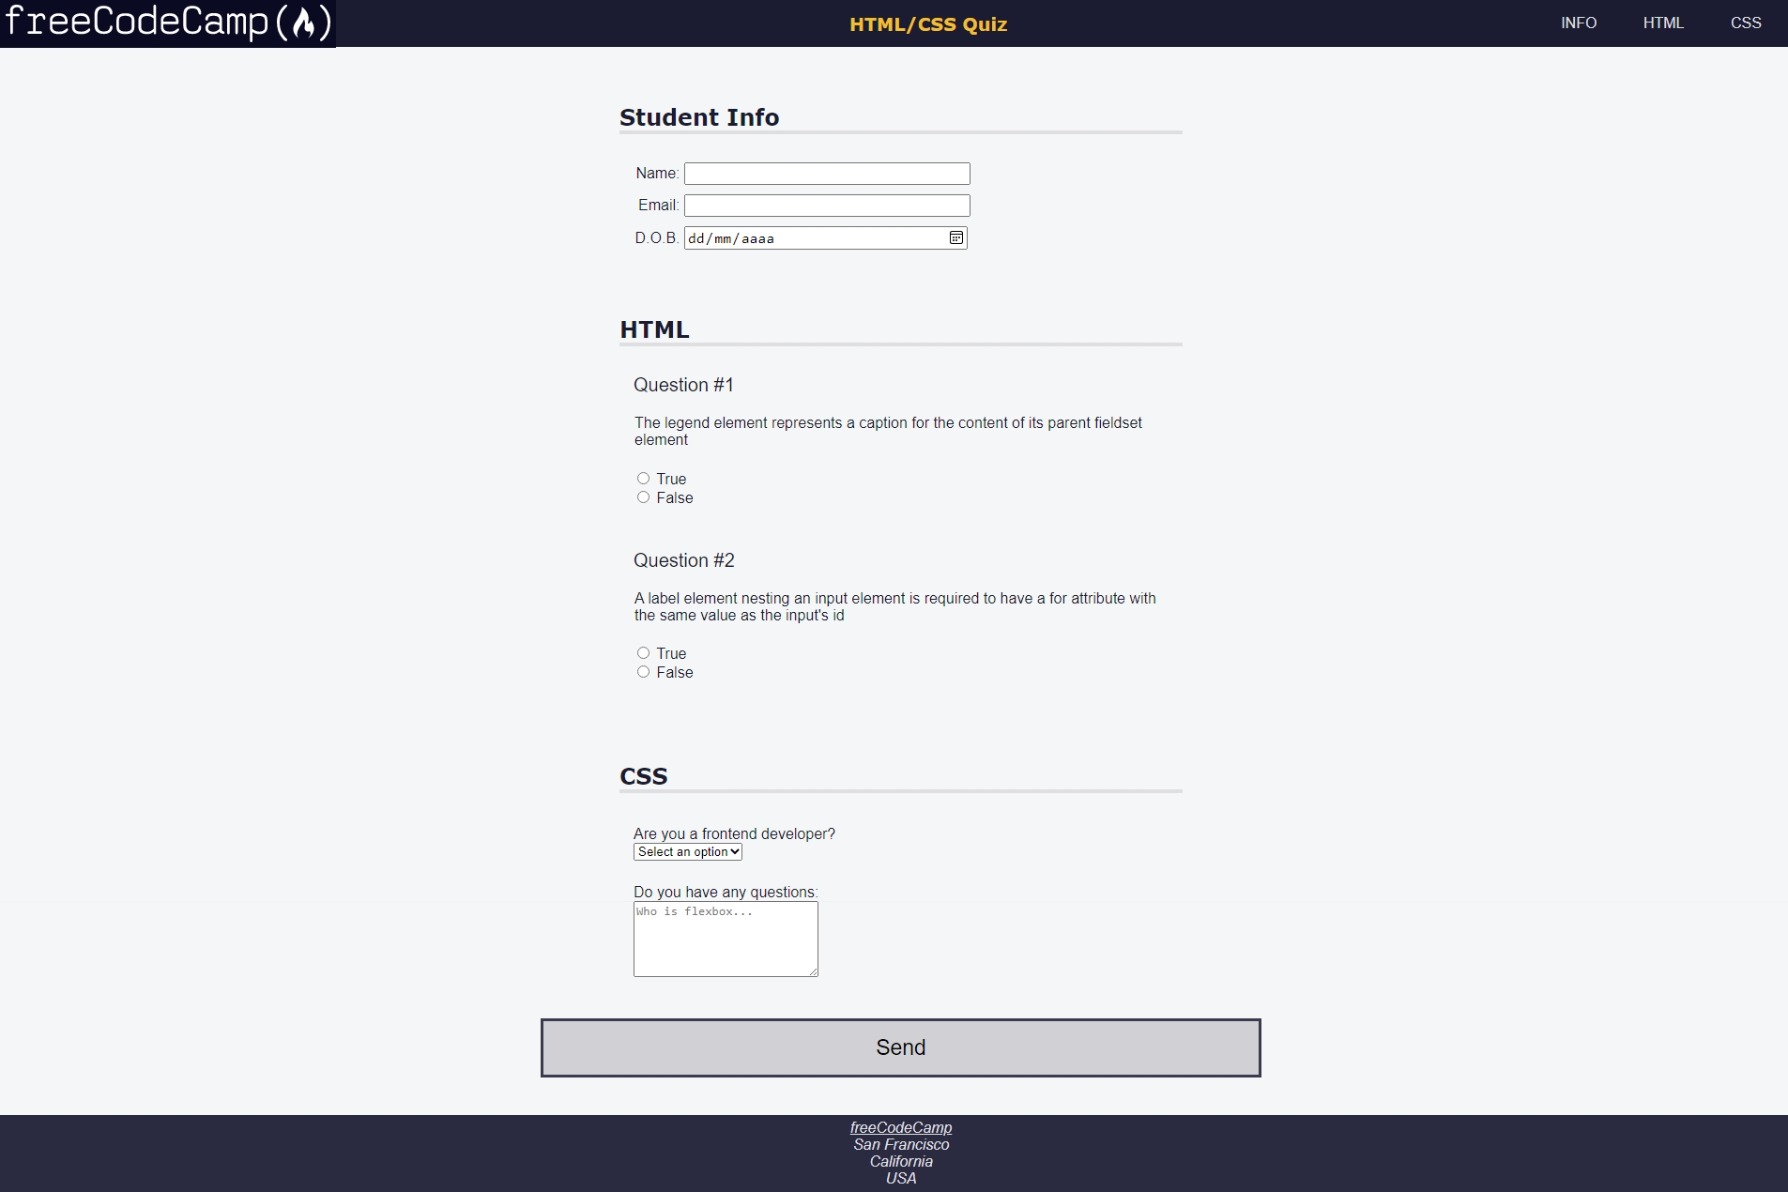 freeCodeCamp
HTML/CSS Quiz
INFO
HTML
CSS
Student Info
Name:
Email:
D.O.B.
dd/mm/aaaa
HTML
Question #1
The legend element represents a caption for the content of its parent fieldset
element
True
False
Question #2
A label element nesting an input element is required to have a for attribute with
the same value as the input's id
True
False
CSS
Are you a frontend developer?
Select an option
Do you have any questions:
Who is flexbox...
Send
freeCodeCamp
San Francisco
California
USA